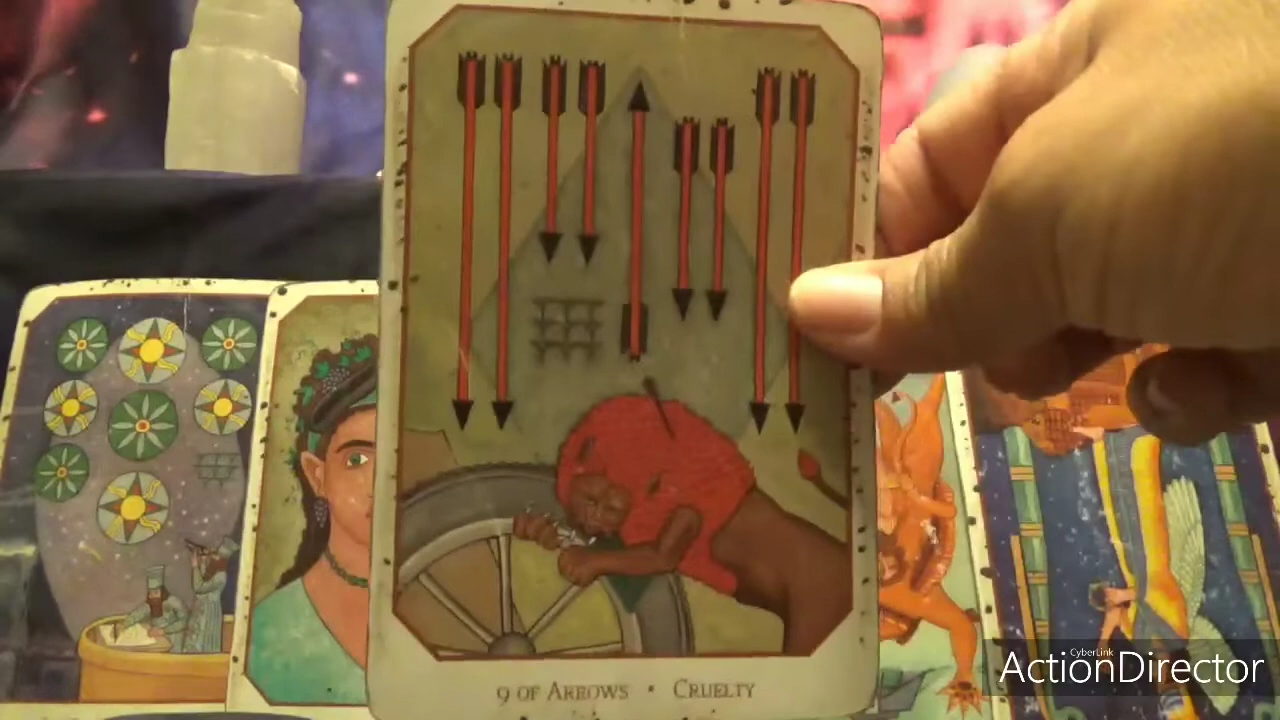 9 OF ARROWS • CRUELTY
CyberLink
ActionDirector